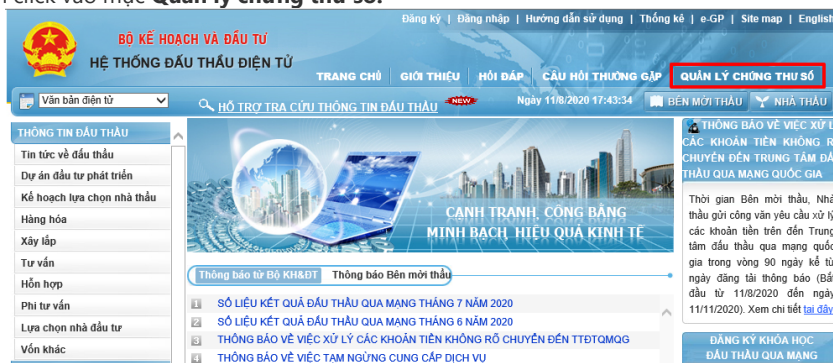 click vào mục Quản lý chứng thư số.
Đăng ký | Đăng nhập | Hướng dẫn sử dụng | Thống kê | e-GP | Site map | English
BỘ KẾ HOẠCH VÀ ĐẦU TƯ
HỆ THỐNG ĐẤU THẦU ĐIỆN TỬ
TRANG CHỦ GIỚI THIỆU HỎI ĐÁP CÂU HỎI THƯỜNG GẶP QUẢN LÝ CHỨNG THƯ SỐ
Văn bản điện tử HỖ TRỢ TRA CỨU THÔNG TIN ĐẤU THẦU NEW Ngày 11/8/2020 17:43:34 BÊN MỜI THẦU NHÀ THẦU
THÔNG TIN ĐẤU THẦU
Tin tức về đấu thầu
Dự án đầu tư phát triển
Kế hoạch lựa chọn nhà thầu
Hàng hóa
Xây lắp
Tư vấn
Hỗn hợp
Phi tư vấn
Lựa chọn nhà đầu tư
Vốn khác
CẠNH TRANH, CÔNG BẰNG
MINH BẠCH, HIỆU QUẢ KINH TẾ
Thông báo từ Bộ KH&ĐT Thông báo Bên mời thầu
1 SỐ LIỆU KẾT QUẢ ĐẤU THẦU QUA MẠNG THÁNG 7 NĂM 2020
2 SỐ LIỆU KẾT QUẢ ĐẤU THẦU QUA MẠNG THÁNG 6 NĂM 2020
3 THÔNG BÁO VỀ VIỆC XỬ LÝ CÁC KHOẢN TIỀN KHÔNG RÕ CHUYỂN ĐẾN TTĐTQMQG
4 THÔNG BÁO VỀ VIỆC TẠM NGỪNG CUNG CẤP DỊCH VỤ
THÔNG BÁO VỀ VIỆC XỬ L
CÁC KHOẢN TIỀN KHÔNG R
CHUYỂN ĐẾN TRUNG TÂM ĐẤ
THẦU QUA MẠNG QUỐC GIA
Thời gian Bên mời thầu, Nhà
thầu gửi công văn yêu cầu xử lý
các khoản tiền trên đến Trung
tâm đấu thầu qua mạng quốc
gia trong vòng 90 ngày kể từ
ngày đăng tải thông báo (Bắt
đầu từ 11/8/2020 đến ngày
11/11/2020). Xem chi tiết tại đây
ĐĂNG KÝ KHÓA HỌC
ĐẤU THẦU QUA MẠNG